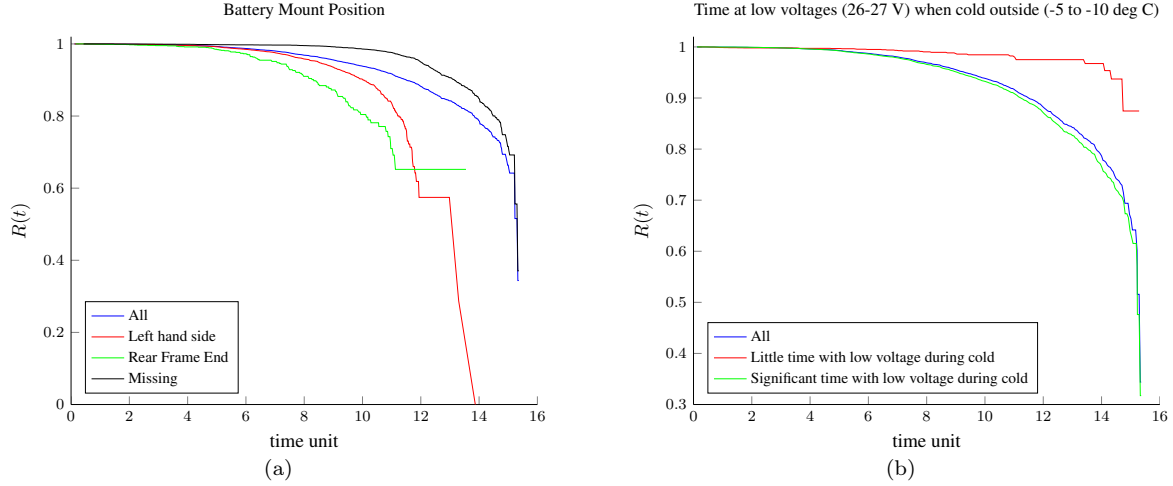 Battery Mount Position
1
0.8
0.6
0.4
0.2
0
R(t)
All
Left hand side
Rear Frame End
Missing
0 2 4 6 8 10 12 14 16
time unit
(a)
Time at low voltages (26-27 V) when cold outside (-5 to -10 deg C)
1
0.9
0.8
0.7
0.6
0.5
0.4
0.3
R(t)
All
Little time with low voltage during cold
Significant time with low voltage during cold
0 2 4 6 8 10 12 14 16
time unit
(b)